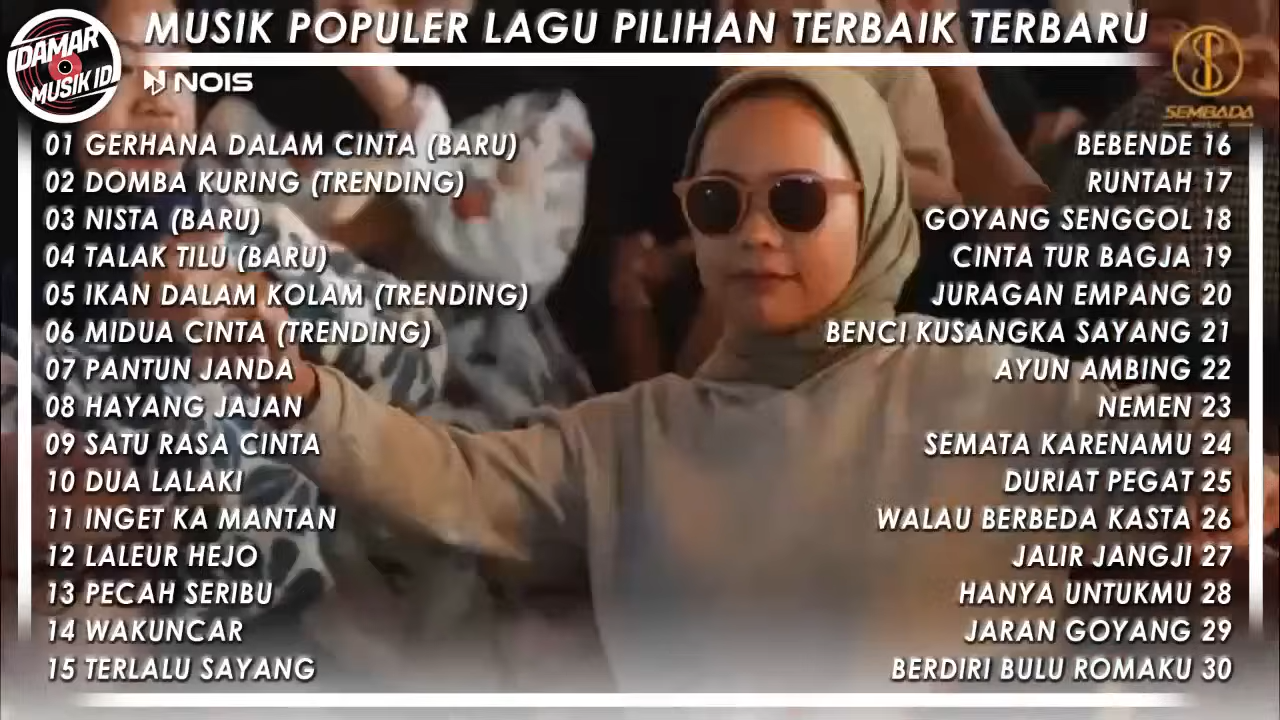 DAMAR
MUSIK ID
MUSIK POPULER LAGU PILIHAN TERBAIK TERBARU
NOIS
SEMBADA
MUSIC
01 GERHANA DALAM CINTA (BARU)
02 DOMBA KURING (TRENDING)
03 NISTA (BARU)
04 TALAK TILU (BARU)
05 IKAN DALAM KOLAM (TRENDING)
06 MIDUA CINTA (TRENDING)
07 PANTUN JANDA
08 HAYANG JAJAN
09 SATU RASA CINTA
10 DUA LALAKI
11 INGET KA MANTAN
12 LALEUR HEJO
13 PECAH SERIBU
14 WAKUNCAR
15 TERLALU SAYANG
BEBENDE 16
RUNTAH 17
GOYANG SENGGOL 18
CINTA TUR BAGJA 19
JURAGAN EMPANG 20
BENCI KUSANGKA SAYANG 21
AYUN AMBING 22
NEMEN 23
SEMATA KARENAMU 24
DURIAT PEGAT 25
WALAU BERBEDA KASTA 26
JALIR JANGJI 27
HANYA UNTUKMU 28
JARAN GOYANG 29
BERDIRI BULU ROMAKU 30